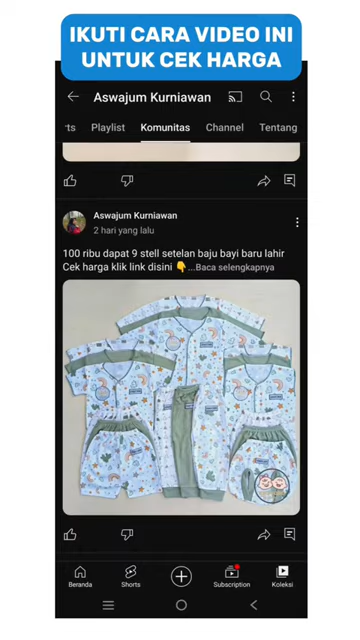 IKUTI CARA VIDEO INI
UNTUK CEK HARGA
Aswajum Kurniawan
rts Playlist Komunitas Channel Tentang
Aswajum Kurniawan
2 hari yang lalu
100 ribu dapat 9 stell setelan baju bayi baru lahir
Cek harga klik link disini 👇...Baca selengkapnya
Beranda Shorts Subscription Koleksi